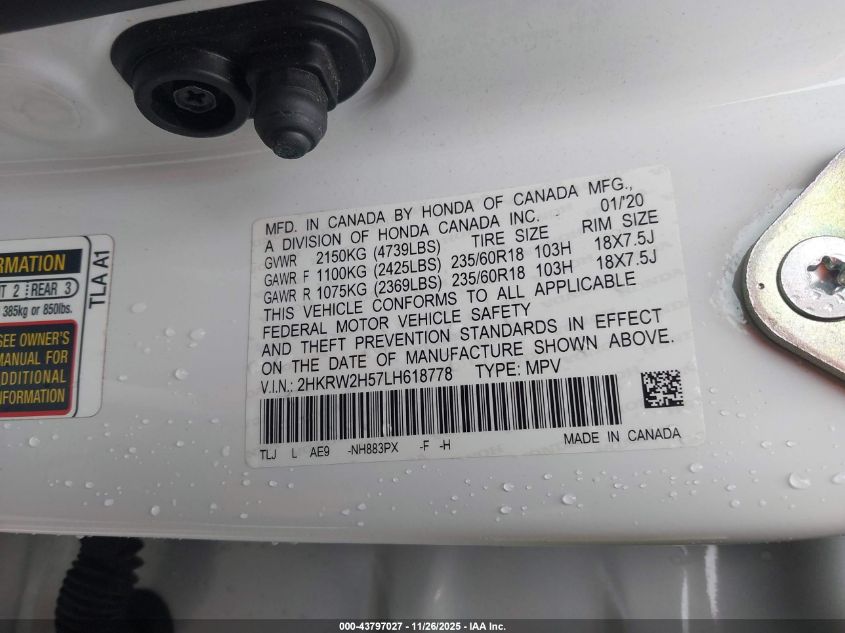 MFD. IN CANADA BY HONDA OF CANADA MFG.,
A DIVISION OF HONDA CANADA INC. 01/'20
GVWR 2150KG (4739LBS) TIRE SIZE RIM SIZE
GAWR F 1100KG (2425LBS) 235/60R18 103H 18X7.5J
GAWR R 1075KG (2369LBS) 235/60R18 103H 18X7.5J
THIS VEHICLE CONFORMS TO ALL APPLICABLE
FEDERAL MOTOR VEHICLE SAFETY
AND THEFT PREVENTION STANDARDS IN EFFECT
ON THE DATE OF MANUFACTURE SHOWN ABOVE.
V.I.N.: 2HKRW2H57LH618778 TYPE: MPV
TLJ L AE9 -NH883PX -F -H MADE IN CANADA
REAR 3
385kg or 850lbs.
SEE OWNER'S
MANUAL FOR
ADDITIONAL
INFORMATION
TLA A1
000-43797027 - 11/26/2025 - IAA Inc.